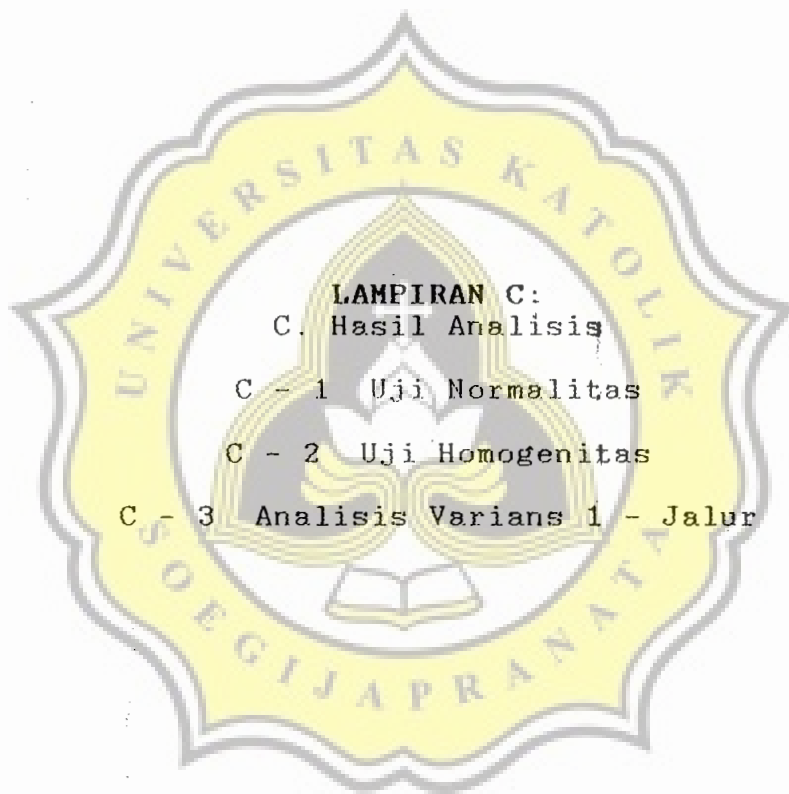 UNIVERSITAS KATOLIK
LAMPIRAN C:
C. Hasil Analisis
C - 1 Uji Normalitas
C - 2 Uji Homogenitas
C - 3 Analisis Varians 1 - Jalur
SOEGIJAPRANATA